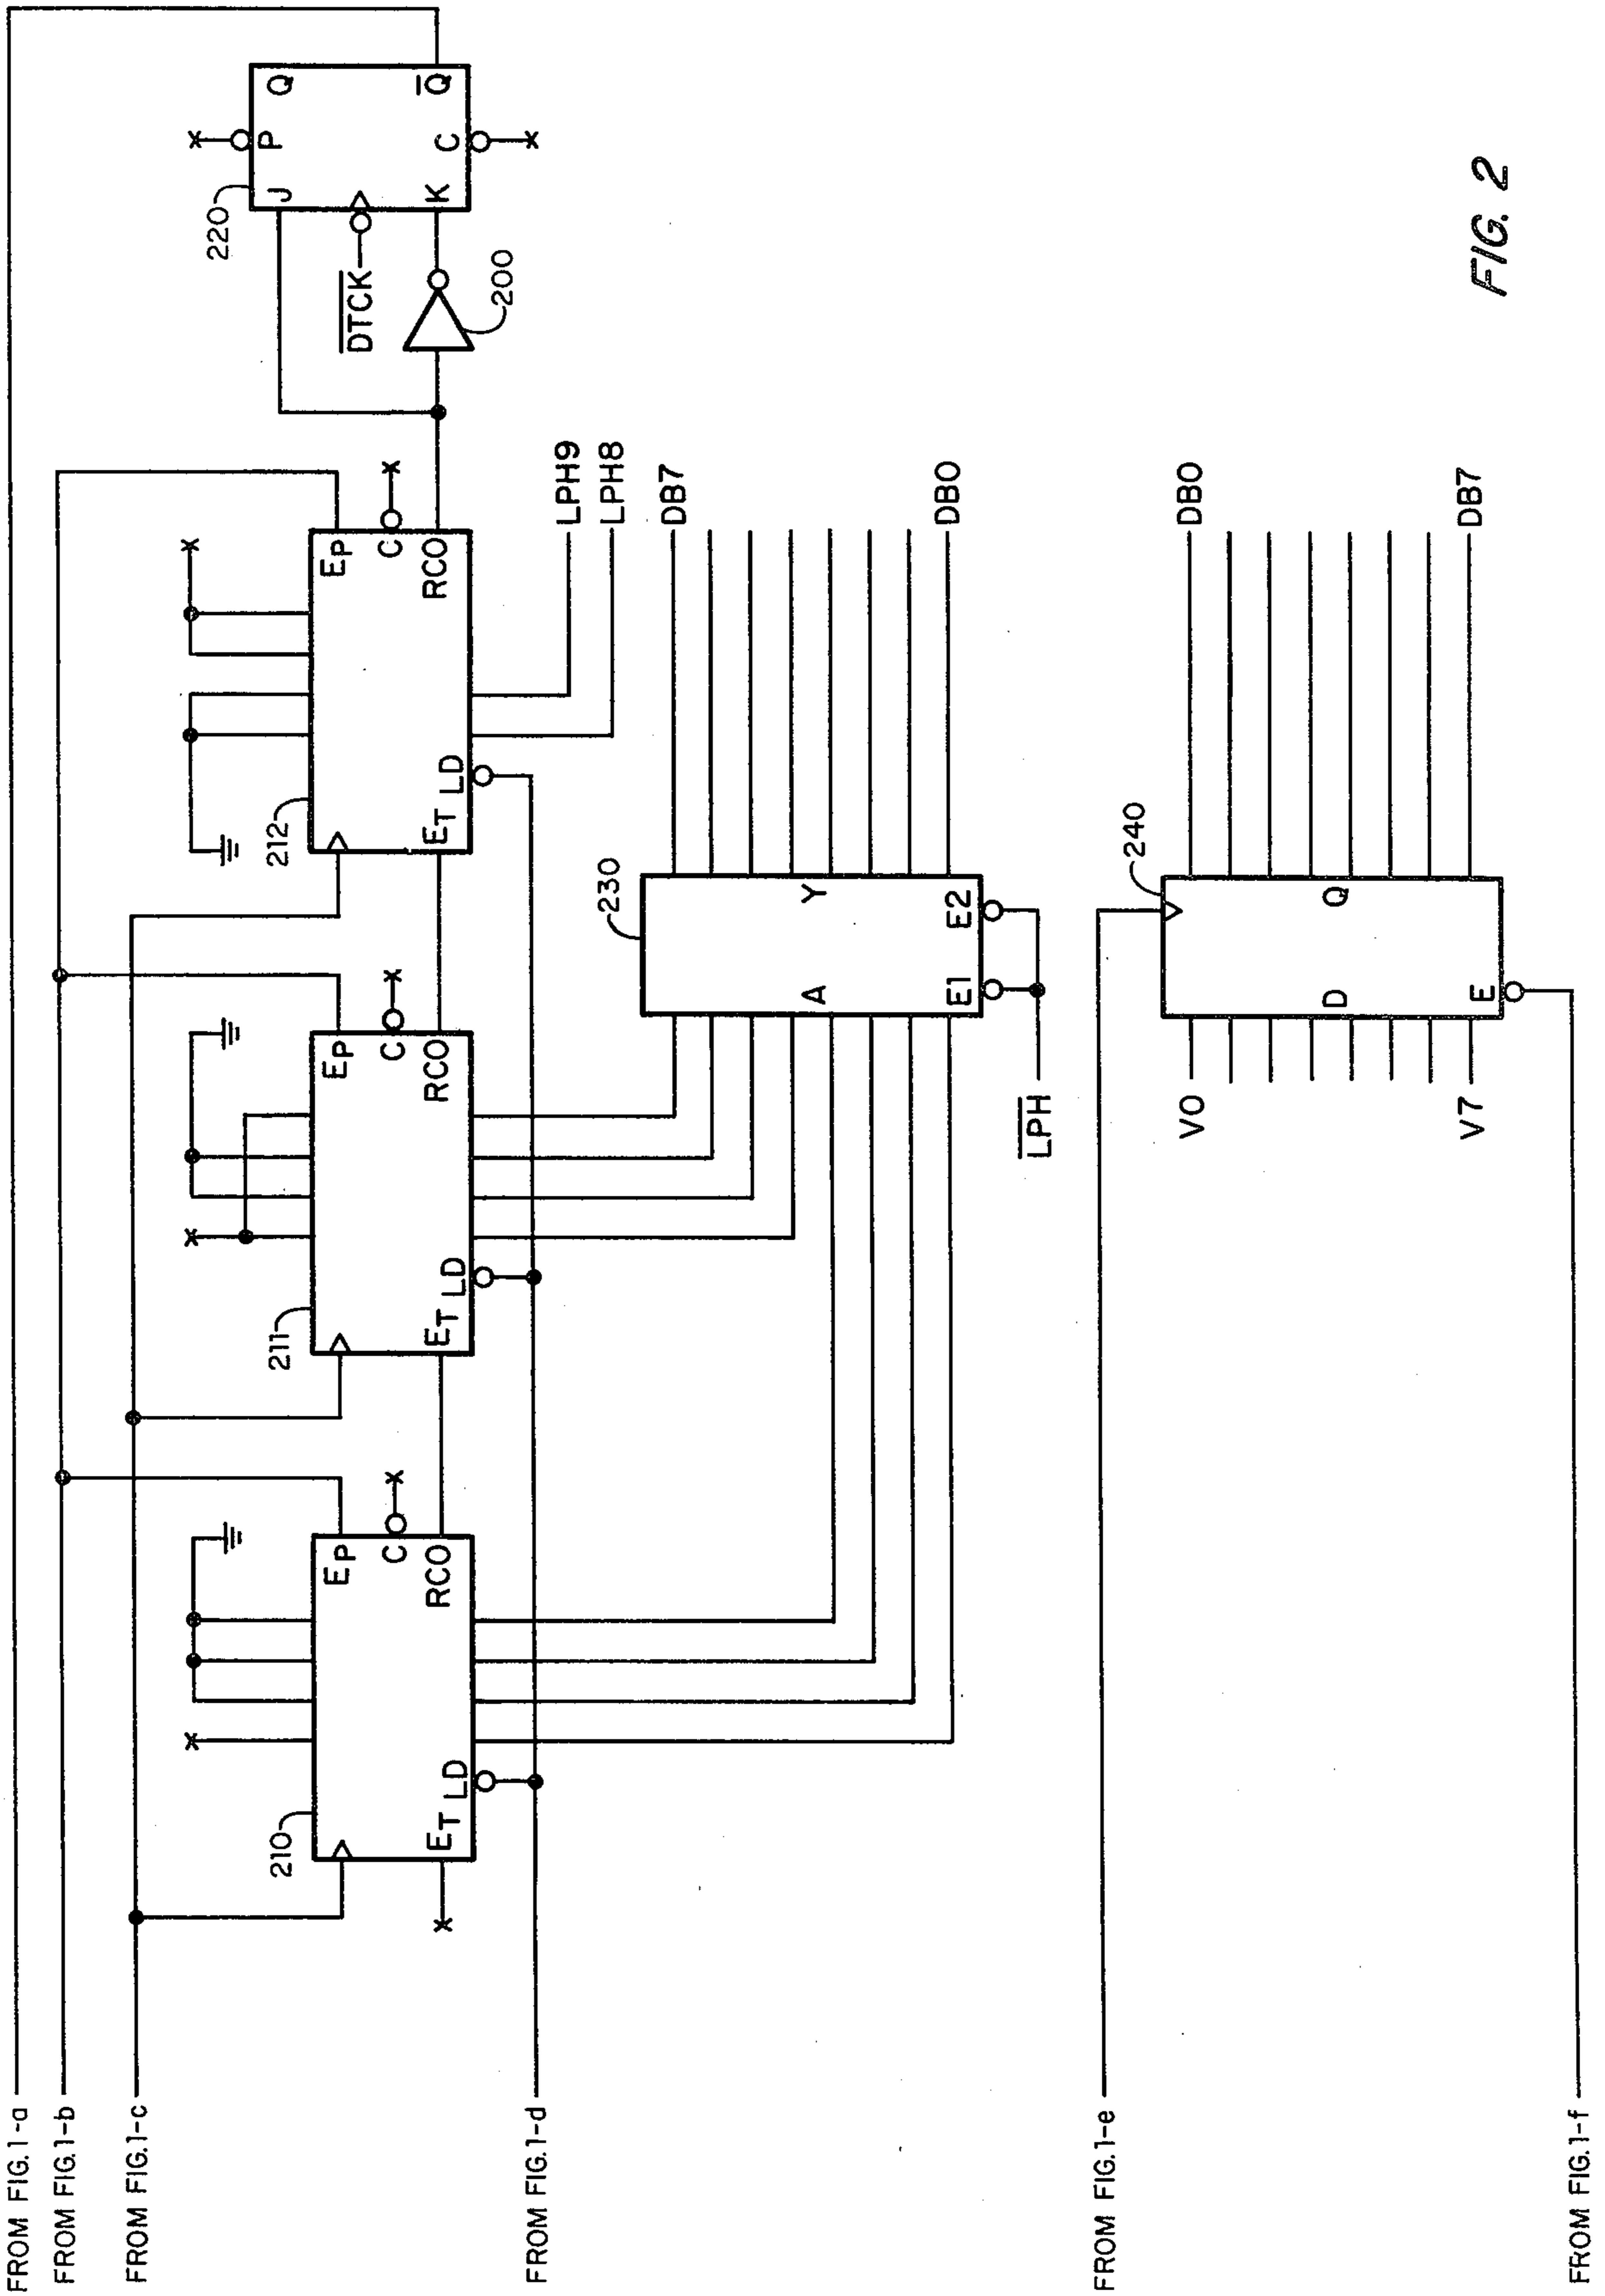 FROM FIG.1-a
FROM FIG.1-b
FROM FIG.1-c
FROM FIG.1-d
FROM FIG.1-e
FROM FIG.1-f
210
EP
C
RCO
ET
LD
211
EP
C
RCO
ET
LD
212
EP
C
RCO
ET
LD
x
x
x
x
x
x
x
220
J
P
Q
K
C
Q̅
x
x
D̅T̅C̅K̅
200
LPH9
LPH8
230
A
Y
E1
E2
DB7
DB0
L̅P̅H̅
240
D
Q
E
V0
V7
DB0
DB7
FIG. 2